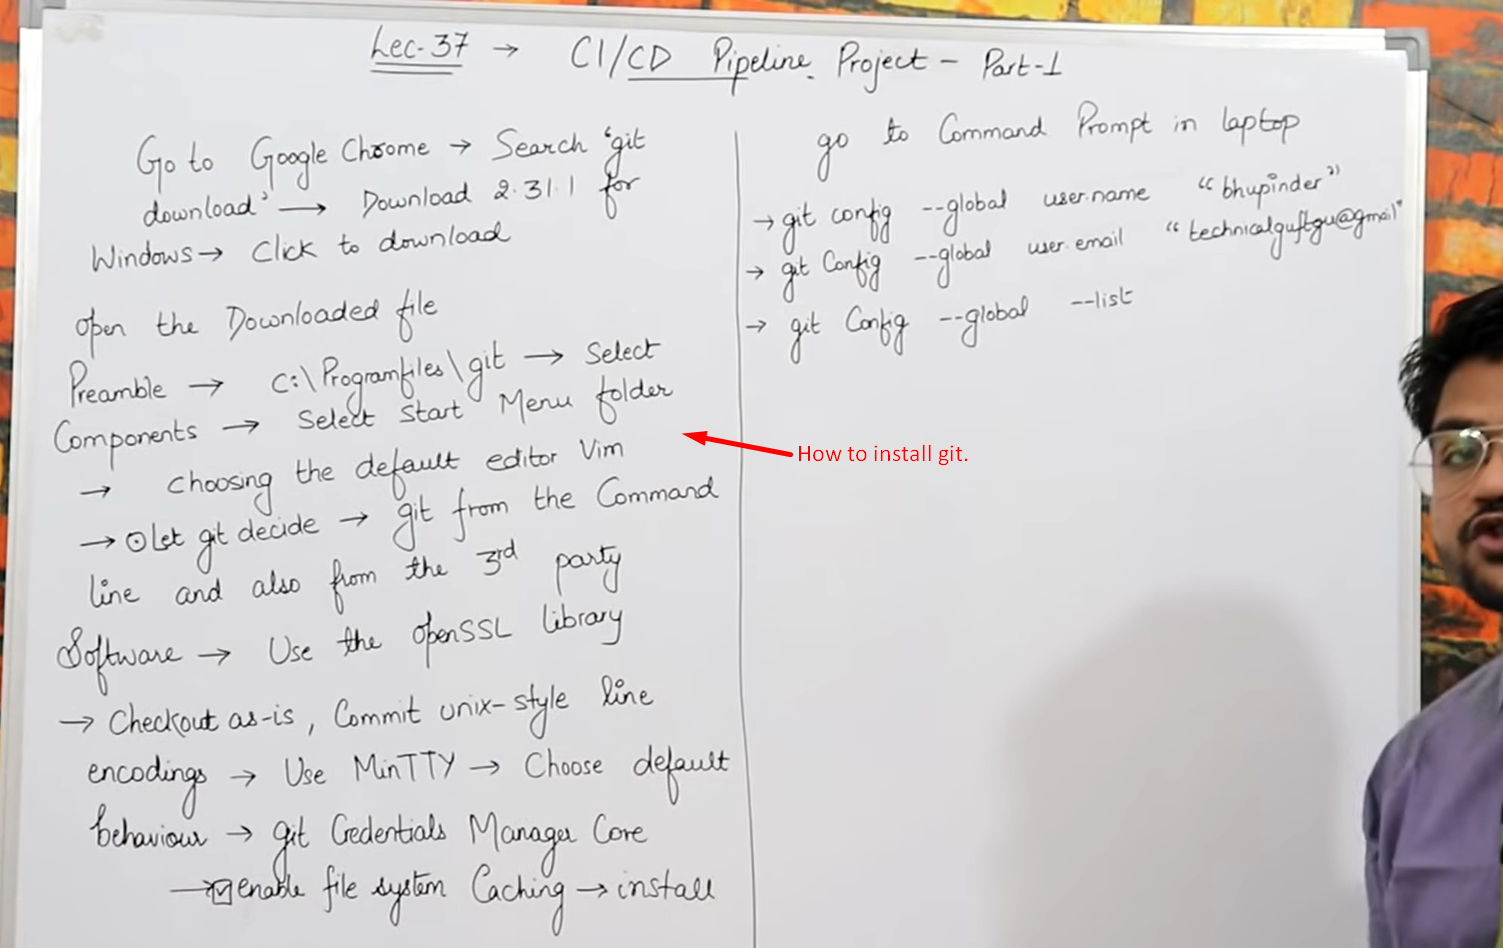 Lec-37 → CI/CD Pipeline Project - Part-1
Go to Google Chrome → Search 'git
download' → Download 2.31.1 for
Windows → Click to download
open the Downloaded file
Preamble → C:\Programfiles\git → Select
Components → Select Start Menu folder
→ choosing the default editor Vim
→ ⊙ Let git decide → git from the Command
line and also from the 3rd party
Software → Use the openSSL library
→ Checkout as-is, Commit unix-style line
encodings → Use MinTTY → Choose default
behaviour → git Credentials Manager Core
→ ☑ enable file system Caching → install
go to Command Prompt in laptop
→ git config --global user.name "bhupinder"
→ git Config --global user.email "technicalguftgu@gmail"
→ git Config --global --list
How to install git.